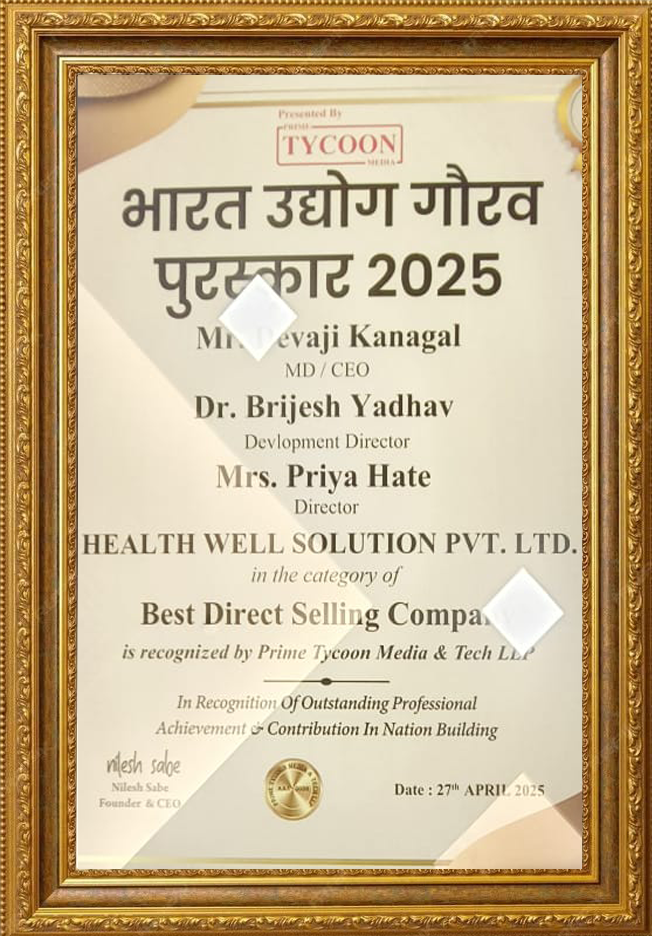 Presented By
PRIME
TYCOON
MEDIA
भारत उद्योग गौरव
पुरस्कार 2025
Mr. Devaji Kanagal
MD / CEO
Dr. Brijesh Yadhav
Devlopment Director
Mrs. Priya Hate
Director
HEALTH WELL SOLUTION PVT. LTD.
in the category of
Best Direct Selling Company
is recognized by Prime Tycoon Media & Tech LLP
In Recognition Of Outstanding Professional
Achievement & Contribution In Nation Building
nilesh sabe
Nilesh Sabe
Founder & CEO
Date : 27th APRIL 2025